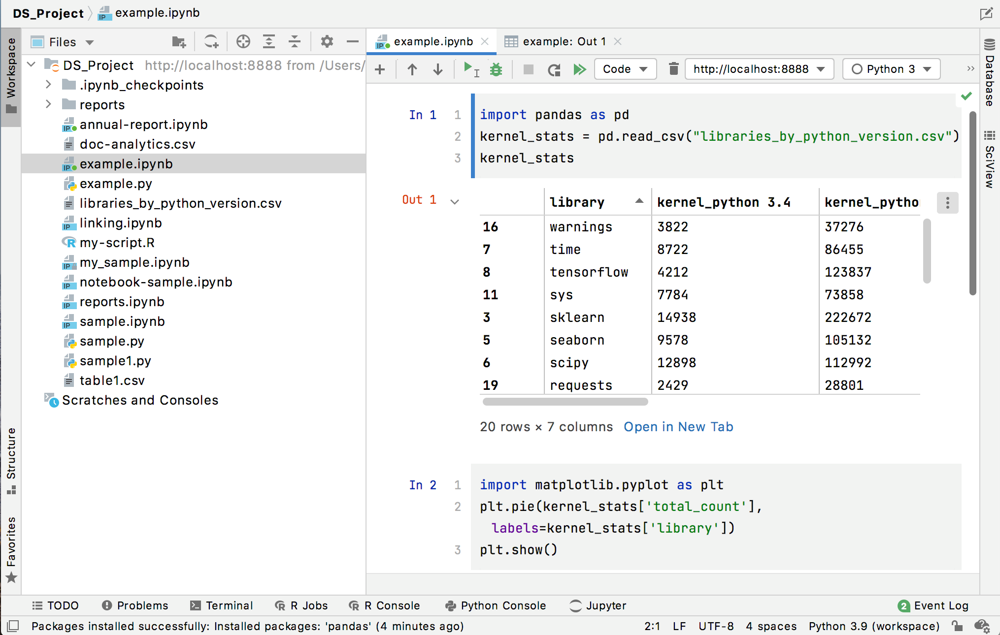 DS_Project example.ipynb
Workspace
Files
DS_Project http://localhost:8888 from /Users/
.ipynb_checkpoints
reports
annual-report.ipynb
doc-analytics.csv
example.ipynb
example.py
libraries_by_python_version.csv
linking.ipynb
my-script.R
my_sample.ipynb
notebook-sample.ipynb
reports.ipynb
sample.ipynb
sample.py
sample1.py
table1.csv
Scratches and Consoles
Structure
Favorites
example.ipynb example: Out 1
Code http://localhost:8888 Python 3
In 1 1 import pandas as pd
2 kernel_stats = pd.read_csv("libraries_by_python_version.csv")
3 kernel_stats
Out 1 library kernel_python 3.4 kernel_pytho
16 warnings 3822 37276
7 time 8722 86455
8 tensorflow 4212 123837
11 sys 7784 73858
3 sklearn 14938 222672
5 seaborn 9578 105132
6 scipy 12898 112992
19 requests 2429 28801
20 rows × 7 columns Open in New Tab
In 2 1 import matplotlib.pyplot as plt
2 plt.pie(kernel_stats['total_count'],
labels=kernel_stats['library'])
3 plt.show()
Database
SciView
TODO Problems Terminal R Jobs R Console Python Console Jupyter 2 Event Log
Packages installed successfully: Installed packages: 'pandas' (4 minutes ago) 2:1 LF UTF-8 4 spaces Python 3.9 (workspace)